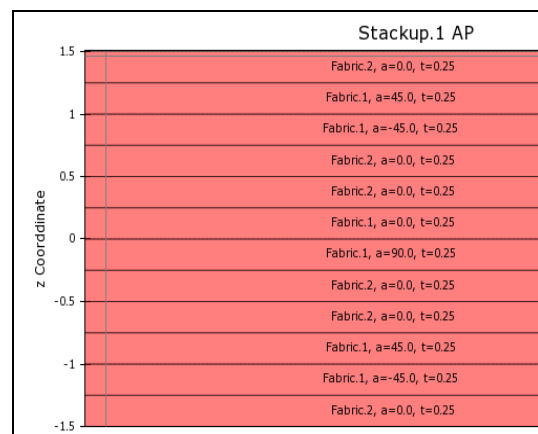 Stackup.1 AP
1.5
Fabric.2, a=0.0, t=0.25
Fabric.1, a=45.0, t=0.25
1
Fabric.1, a=-45.0, t=0.25
Fabric.2, a=0.0, t=0.25
0.5
Fabric.2, a=0.0, t=0.25
Fabric.1, a=0.0, t=0.25
0
Fabric.1, a=90.0, t=0.25
Fabric.2, a=0.0, t=0.25
-0.5
Fabric.2, a=0.0, t=0.25
Fabric.1, a=45.0, t=0.25
-1
Fabric.1, a=-45.0, t=0.25
Fabric.2, a=0.0, t=0.25
-1.5
z Coorddinate